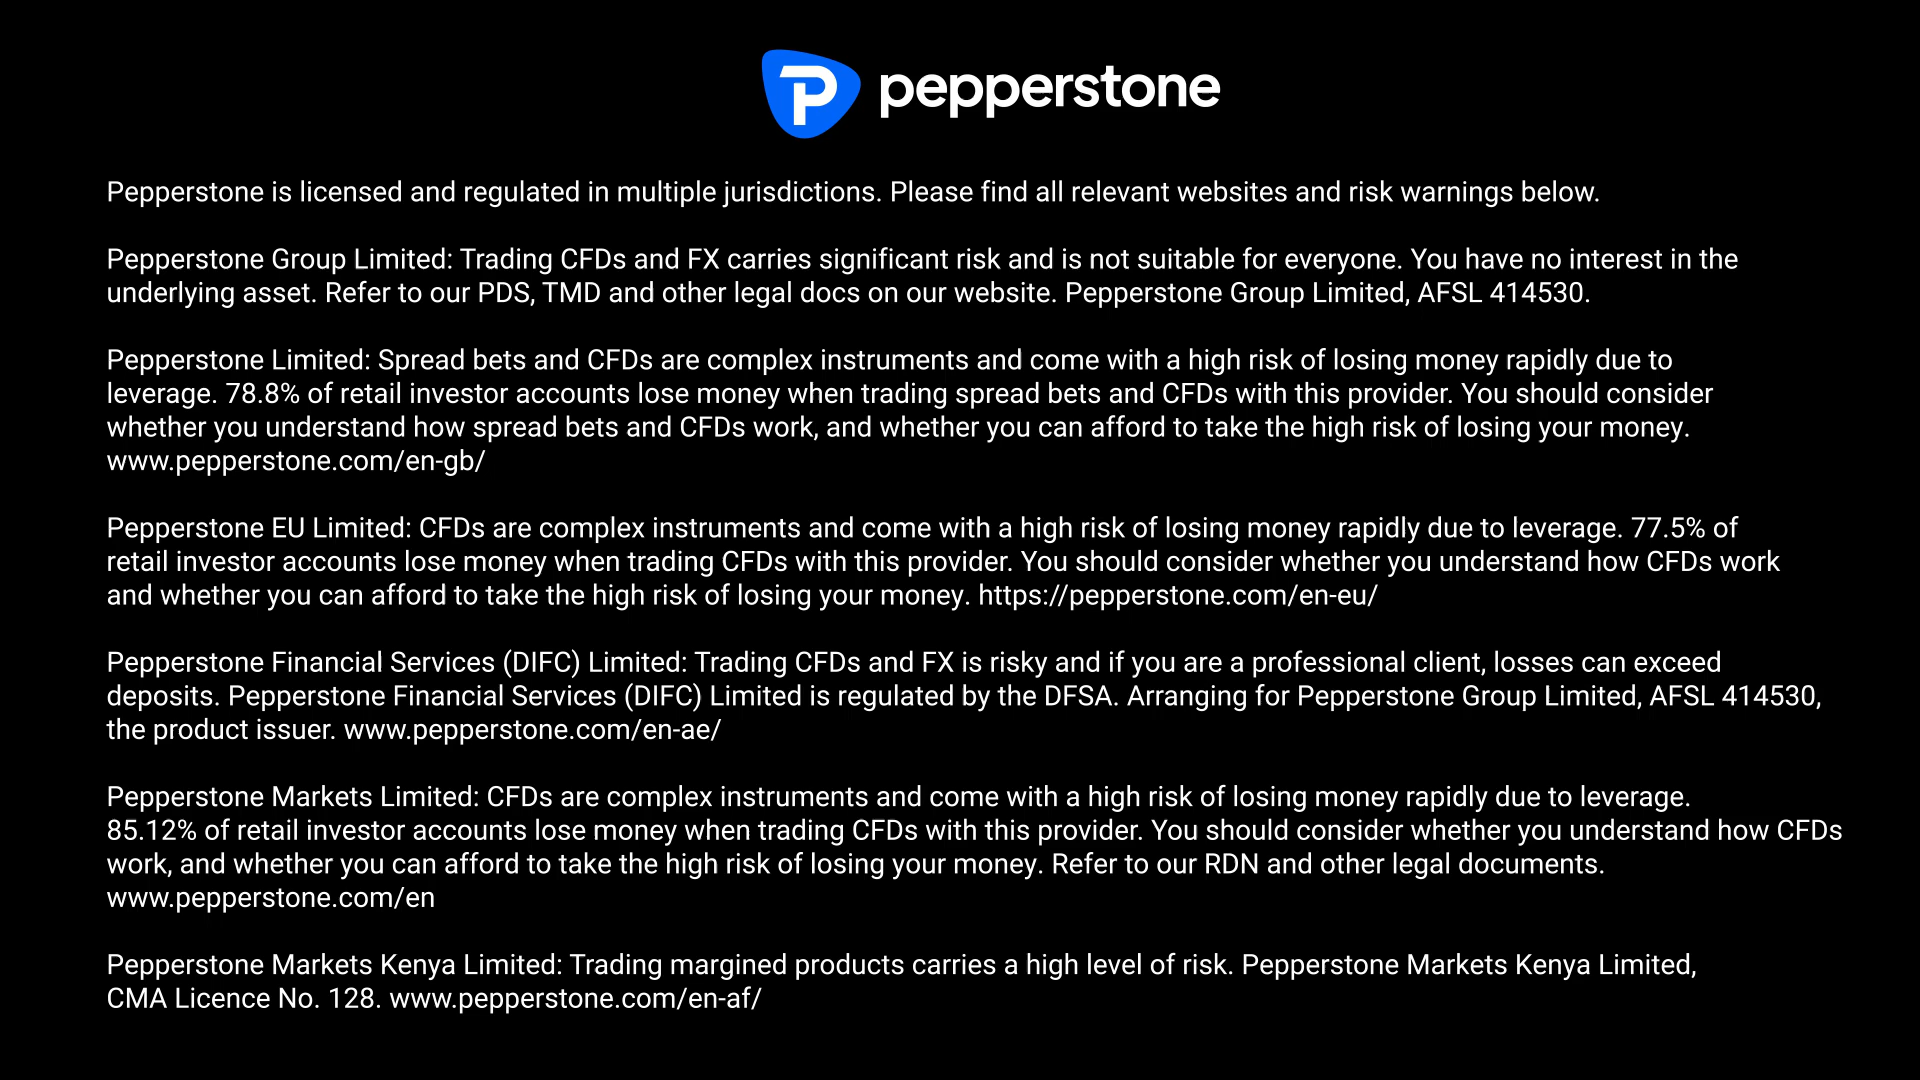 pepperstone
Pepperstone is licensed and regulated in multiple jurisdictions. Please find all relevant websites and risk warnings below.
Pepperstone Group Limited: Trading CFDs and FX carries significant risk and is not suitable for everyone. You have no interest in the
underlying asset. Refer to our PDS, TMD and other legal docs on our website. Pepperstone Group Limited, AFSL 414530.
Pepperstone Limited: Spread bets and CFDs are complex instruments and come with a high risk of losing money rapidly due to
leverage. 78.8% of retail investor accounts lose money when trading spread bets and CFDs with this provider. You should consider
whether you understand how spread bets and CFDs work, and whether you can afford to take the high risk of losing your money.
www.pepperstone.com/en-gb/
Pepperstone EU Limited: CFDs are complex instruments and come with a high risk of losing money rapidly due to leverage. 77.5% of
retail investor accounts lose money when trading CFDs with this provider. You should consider whether you understand how CFDs work
and whether you can afford to take the high risk of losing your money. https://pepperstone.com/en-eu/
Pepperstone Financial Services (DIFC) Limited: Trading CFDs and FX is risky and if you are a professional client, losses can exceed
deposits. Pepperstone Financial Services (DIFC) Limited is regulated by the DFSA. Arranging for Pepperstone Group Limited, AFSL 414530,
the product issuer. www.pepperstone.com/en-ae/
Pepperstone Markets Limited: CFDs are complex instruments and come with a high risk of losing money rapidly due to leverage.
85.12% of retail investor accounts lose money when trading CFDs with this provider. You should consider whether you understand how CFDs
work, and whether you can afford to take the high risk of losing your money. Refer to our RDN and other legal documents.
www.pepperstone.com/en
Pepperstone Markets Kenya Limited: Trading margined products carries a high level of risk. Pepperstone Markets Kenya Limited,
CMA Licence No. 128. www.pepperstone.com/en-af/